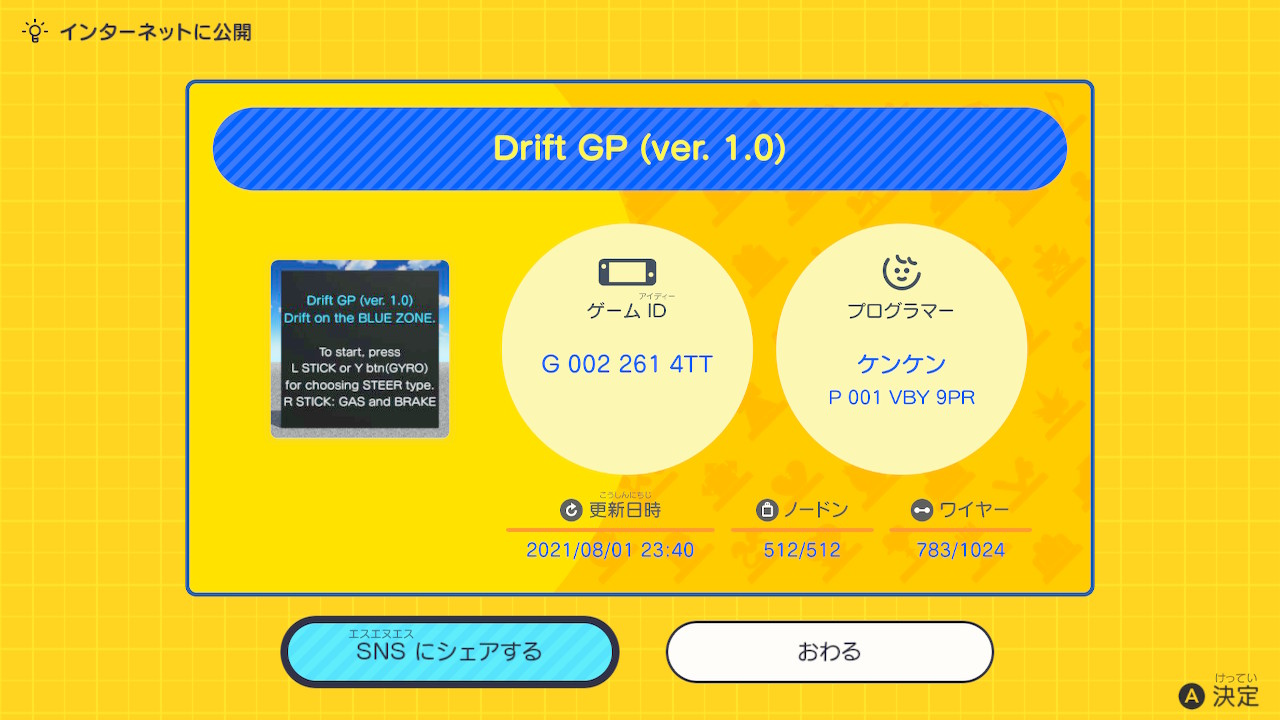 インターネットに公開
Drift GP (ver. 1.0)
Drift GP (ver. 1.0)
Drift on the BLUE ZONE.
To start, press
L STICK or Y btn(GYRO)
for choosing STEER type.
R STICK: GAS and BRAKE
アイディー
ゲーム ID
G 002 261 4TT
プログラマー
ケンケン
P 001 VBY 9PR
こうしんにちじ
更新日時
2021/08/01 23:40
ノードン
512/512
ワイヤー
783/1024
エスエヌエス
SNS にシェアする
おわる
けってい
A 決定